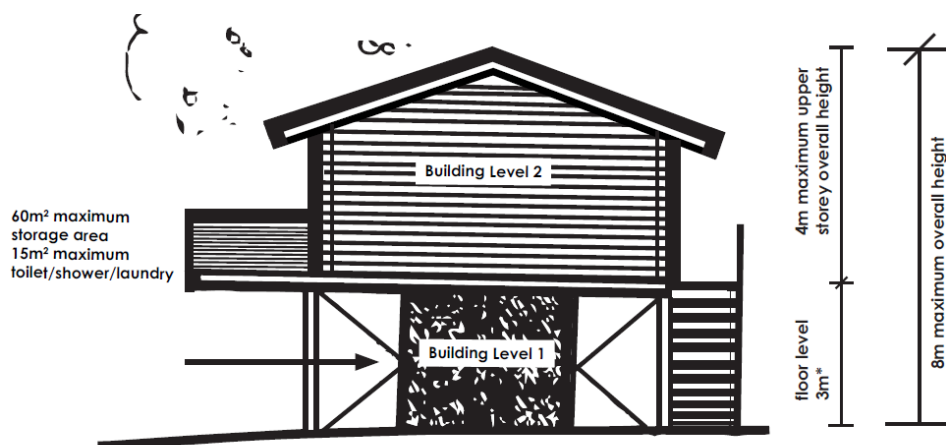 Building Level 2
60m² maximum
storage area
15m² maximum
toilet/shower/laundry
Building Level 1
4m maximum upper
storey overall height
floor level
3m*
8m maximum overall height